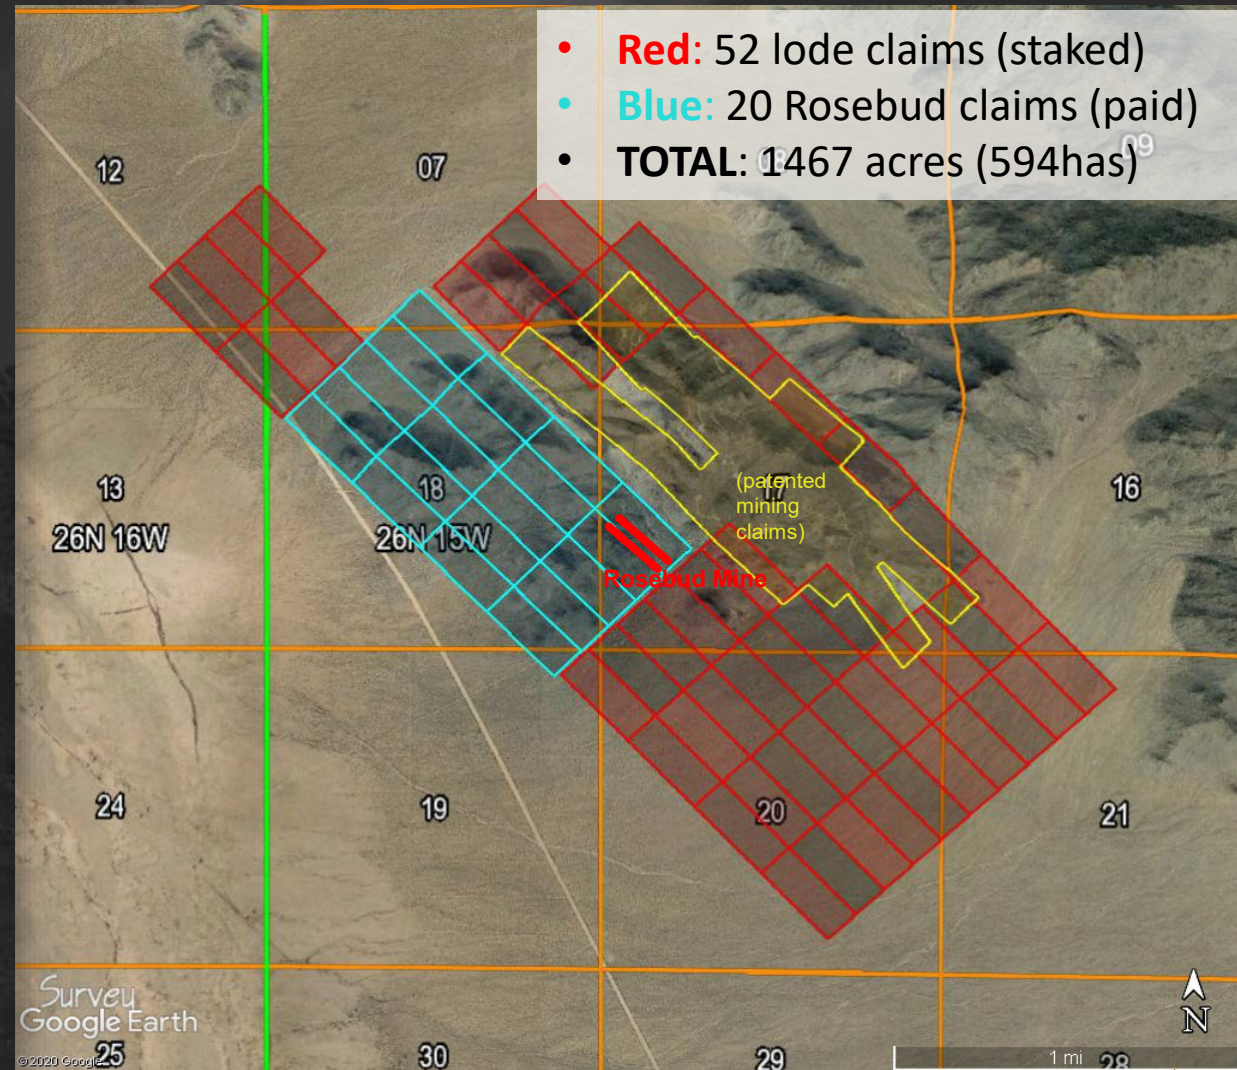 • Red: 52 lode claims (staked)
• Blue: 20 Rosebud claims (paid)
• TOTAL: 1467 acres (594has)
12
07
08
09
13
18
17
16
26N 16W
26N 15W
(patented
mining
claims)
Rosebud Mine
24
19
20
21
Survey
Google Earth
© 2020 Google
25
30
29
28
1 mi
N